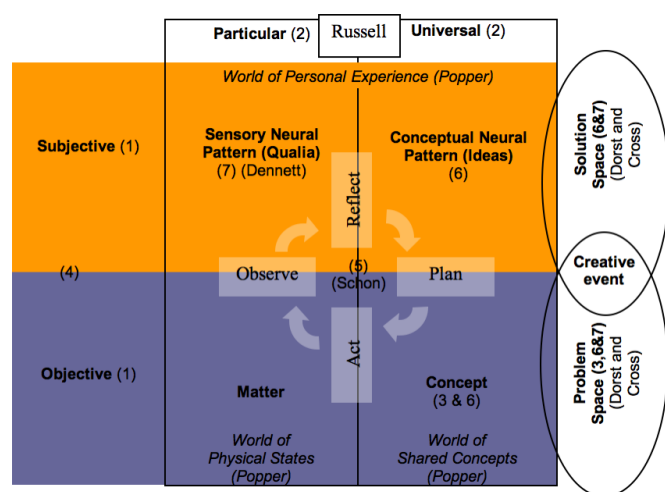 Particular (2)
Russell
Universal (2)
World of Personal Experience (Popper)
Subjective (1)
Sensory Neural
Pattern (Qualia)
(7) (Dennett)
Conceptual Neural
Pattern (Ideas)
(6)
Solution
Space (6&7)
(Dorst and
Cross)
Reflect
(4)
Observe
(5)
(Schon)
Plan
Creative
event
Act
Objective (1)
Matter
Concept
(3 & 6)
Problem
Space (3,6&7)
(Dorst and
Cross)
World of
Physical States
(Popper)
World of
Shared Concepts
(Popper)